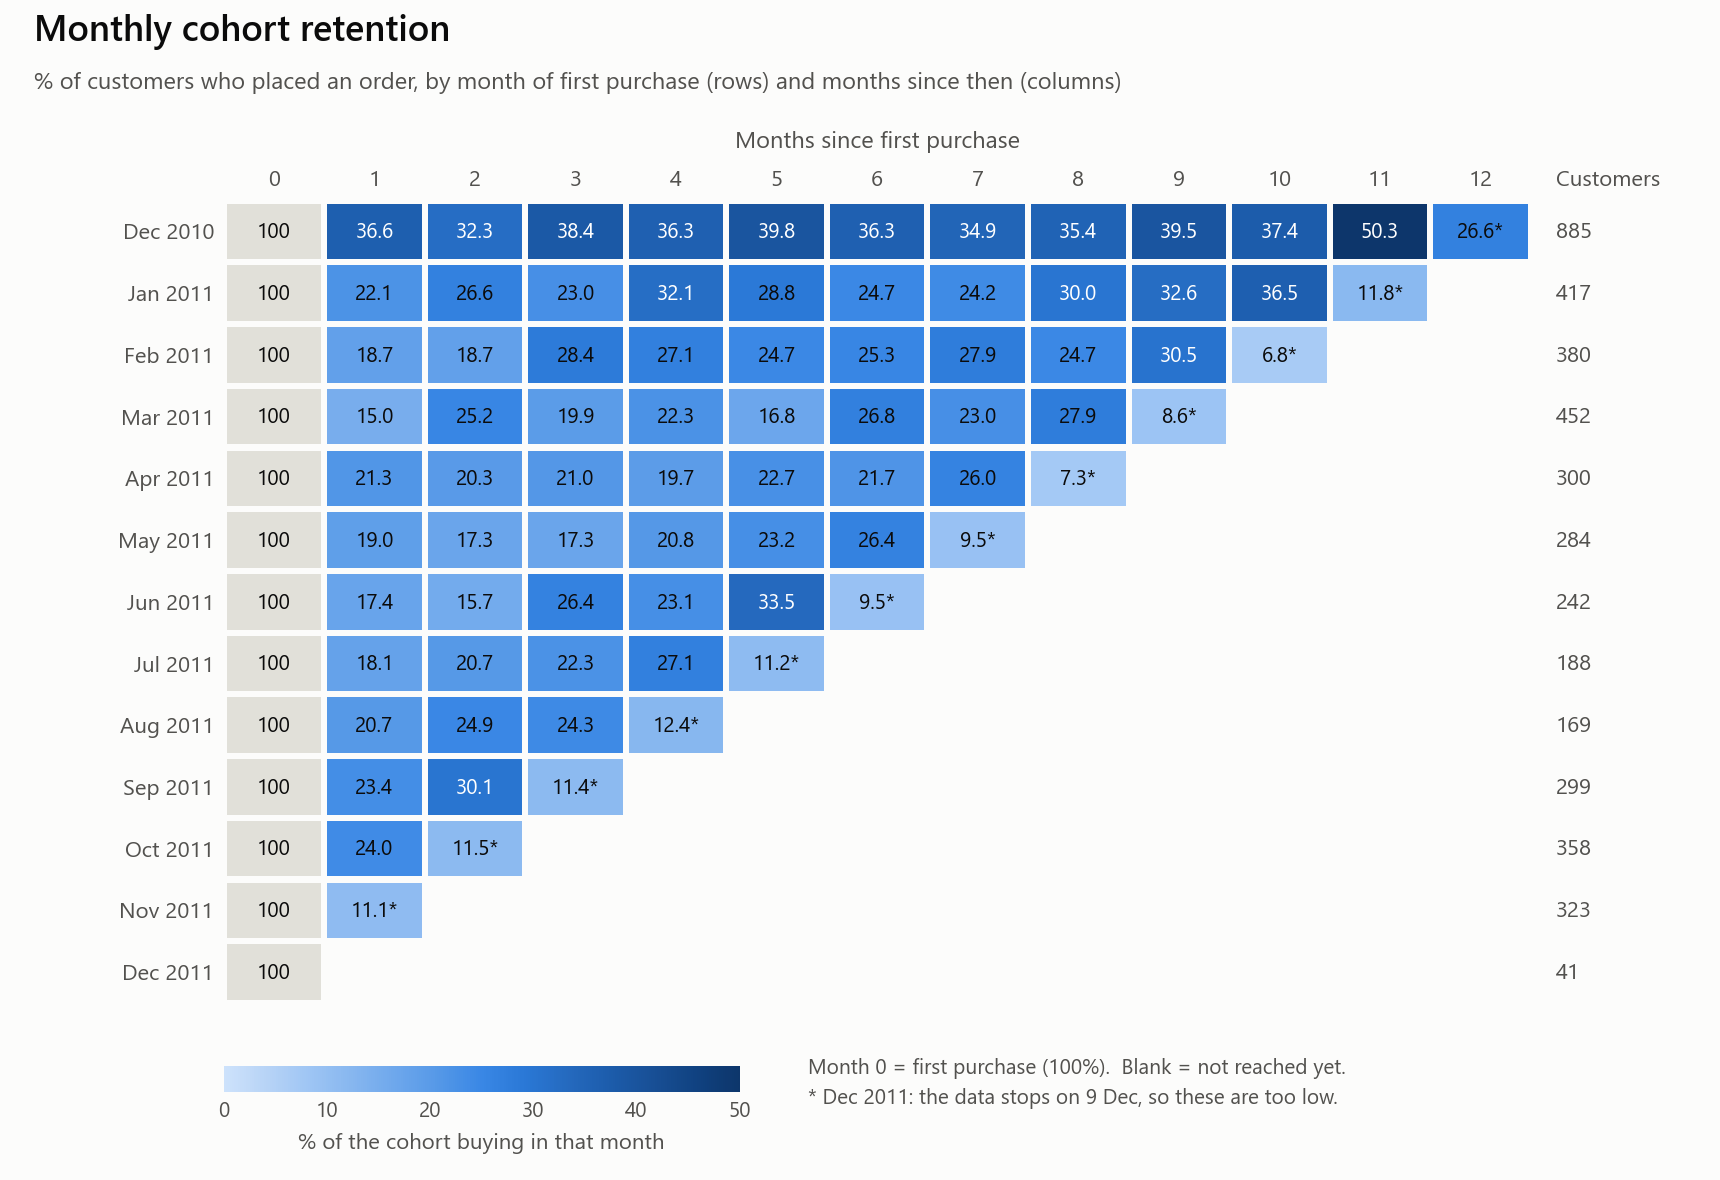 Monthly cohort retention
% of customers who placed an order, by month of first purchase (rows) and months since then (columns)
Months since first purchase
0 1 2 3 4 5 6 7 8 9 10 11 12 Customers
Dec 2010 100 36.6 32.3 38.4 36.3 39.8 36.3 34.9 35.4 39.5 37.4 50.3 26.6* 885
Jan 2011 100 22.1 26.6 23.0 32.1 28.8 24.7 24.2 30.0 32.6 36.5 11.8* 417
Feb 2011 100 18.7 18.7 28.4 27.1 24.7 25.3 27.9 24.7 30.5 6.8* 380
Mar 2011 100 15.0 25.2 19.9 22.3 16.8 26.8 23.0 27.9 8.6* 452
Apr 2011 100 21.3 20.3 21.0 19.7 22.7 21.7 26.0 7.3* 300
May 2011 100 19.0 17.3 17.3 20.8 23.2 26.4 9.5* 284
Jun 2011 100 17.4 15.7 26.4 23.1 33.5 9.5* 242
Jul 2011 100 18.1 20.7 22.3 27.1 11.2* 188
Aug 2011 100 20.7 24.9 24.3 12.4* 169
Sep 2011 100 23.4 30.1 11.4* 299
Oct 2011 100 24.0 11.5* 358
Nov 2011 100 11.1* 323
Dec 2011 100 41
0 10 20 30 40 50
% of the cohort buying in that month
Month 0 = first purchase (100%). Blank = not reached yet.
* Dec 2011: the data stops on 9 Dec, so these are too low.